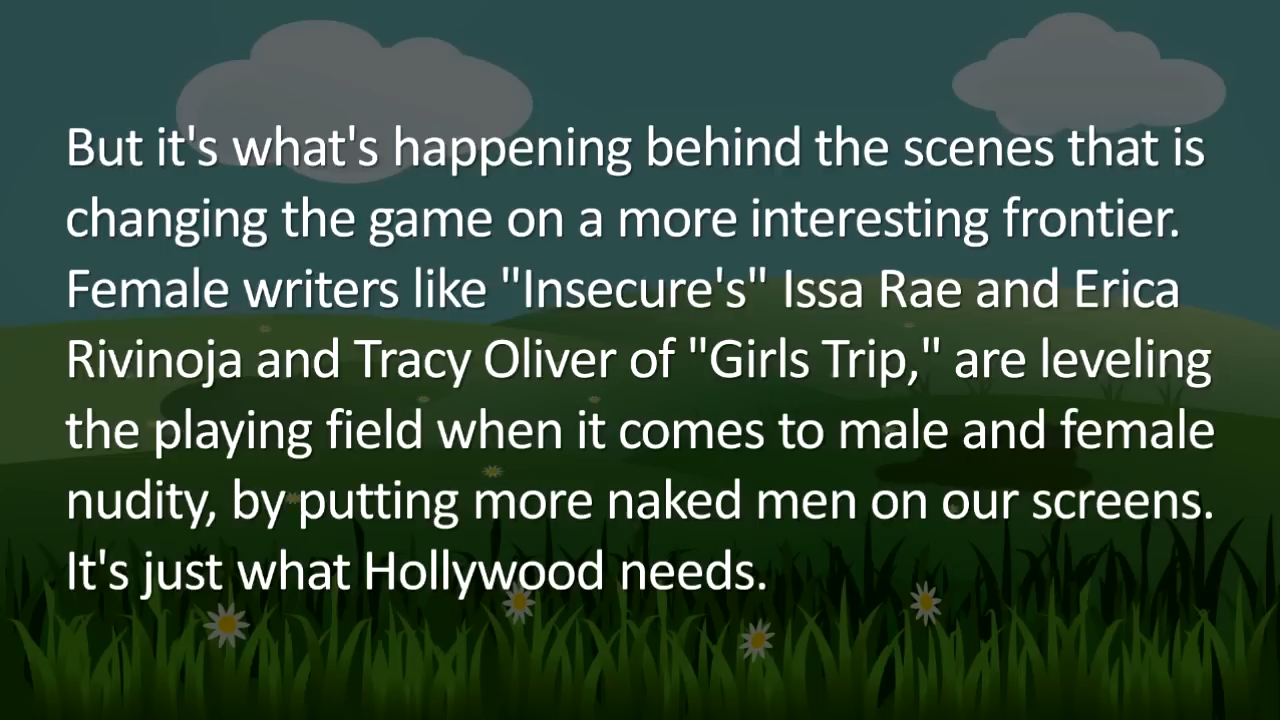 But it's what's happening behind the scenes that is
changing the game on a more interesting frontier.
Female writers like "Insecure's" Issa Rae and Erica
Rivinoja and Tracy Oliver of "Girls Trip," are leveling
the playing field when it comes to male and female
nudity, by putting more naked men on our screens.
It's just what Hollywood needs.